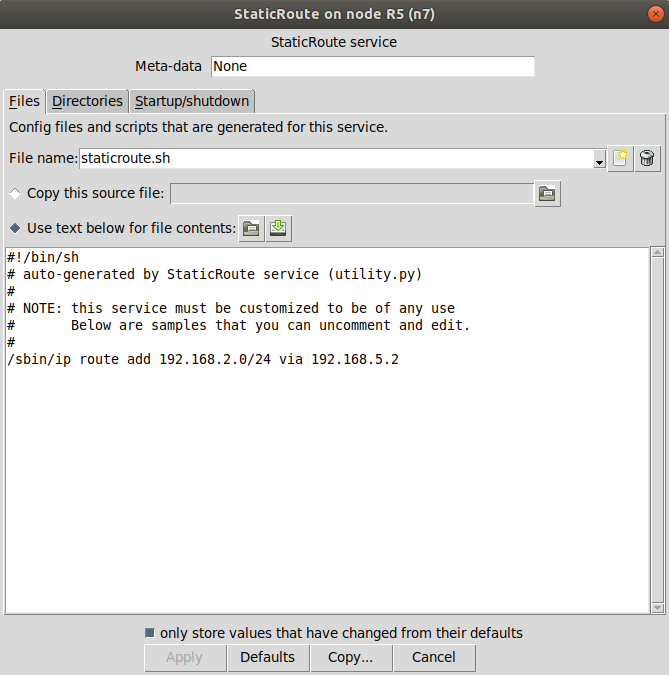 StaticRoute on node R5 (n7)
StaticRoute service
Meta-data None
Files Directories Startup/shutdown
Config files and scripts that are generated for this service.
File name: staticroute.sh
Copy this source file:
Use text below for file contents:
#!/bin/sh
# auto-generated by StaticRoute service (utility.py)
#
# NOTE: this service must be customized to be of any use
#       Below are samples that you can uncomment and edit.
#
/sbin/ip route add 192.168.2.0/24 via 192.168.5.2
only store values that have changed from their defaults
Apply Defaults Copy... Cancel